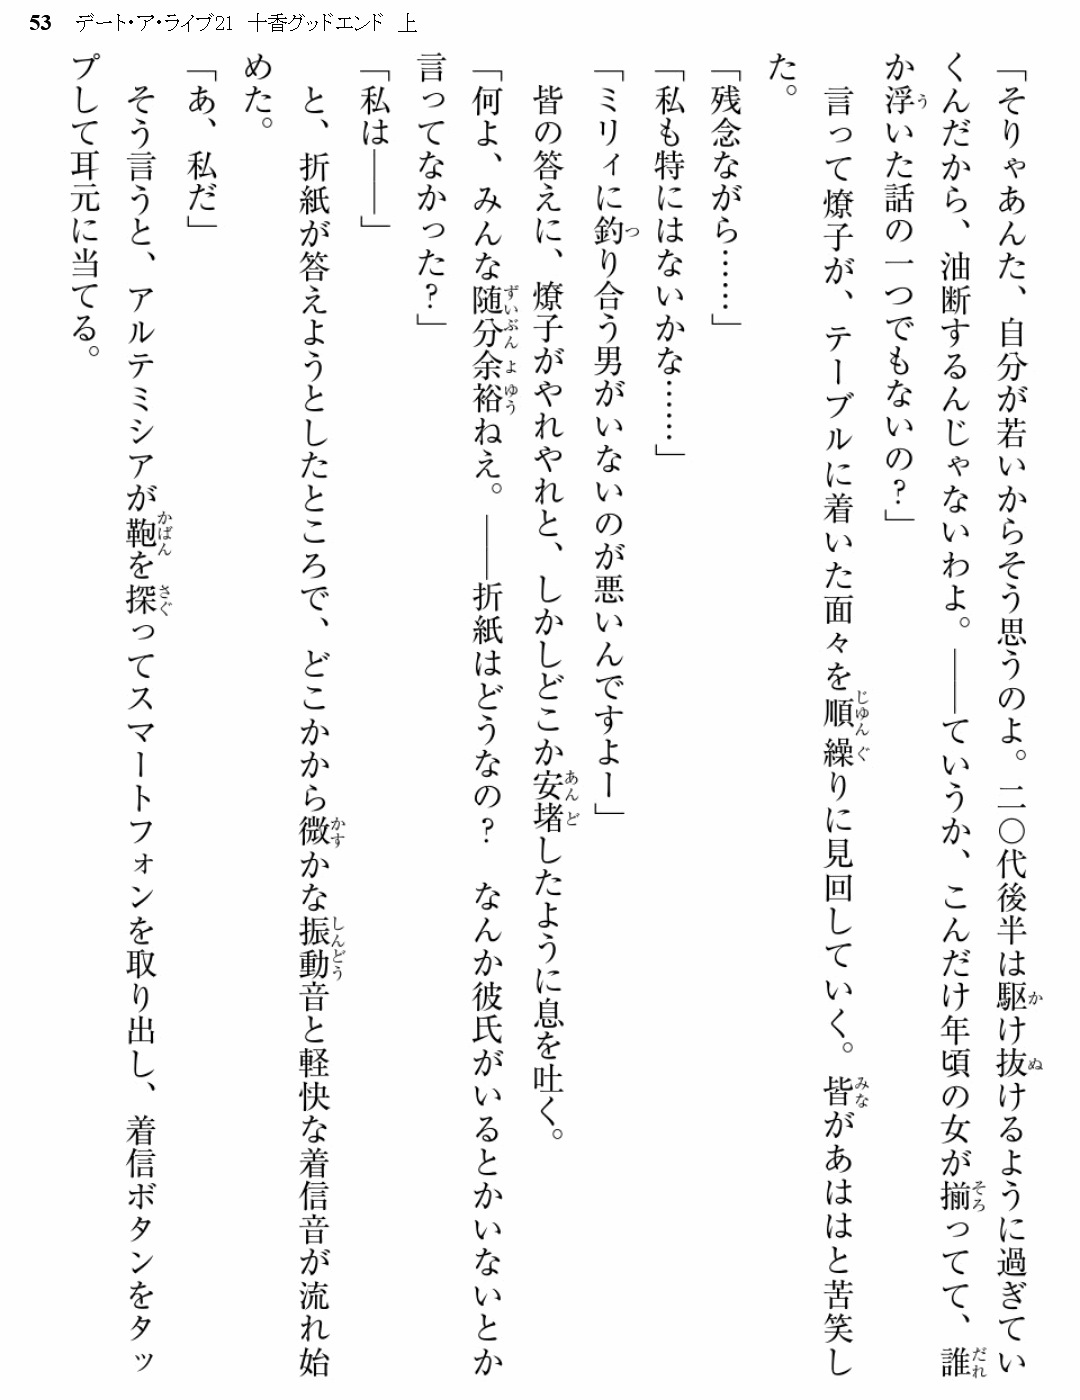 53 デート・ア・ライブ21 十香グッドエンド 上
「そりゃあんた、自分が若いからそう思うのよ。二〇代後半は駆け抜けるように過ぎてい
くんだから、油断するんじゃないわよ。――ていうか、こんだけ年頃の女が揃ってて、誰
か浮いた話の一つでもないの?」
言って燎子が、テーブルに着いた面々を順繰りに見回していく。皆があははと苦笑し
た。
「残念ながら……」
「私も特にはないかな……」
「ミリィに釣り合う男がいないのが悪いんですよー」
皆の答えに、燎子がやれやれと、しかしどこか安堵したように息を吐く。
「何よ、みんな随分余裕ねえ。――折紙はどうなの? なんか彼氏がいるとかいないとか
言ってなかった?」
「私は――」
と、折紙が答えようとしたところで、どこかから微かな振動音と軽快な着信音が流れ始
めた。
「あ、私だ」
そう言うと、アルテミシアが鞄を探ってスマートフォンを取り出し、着信ボタンをタッ
プして耳元に当てる。